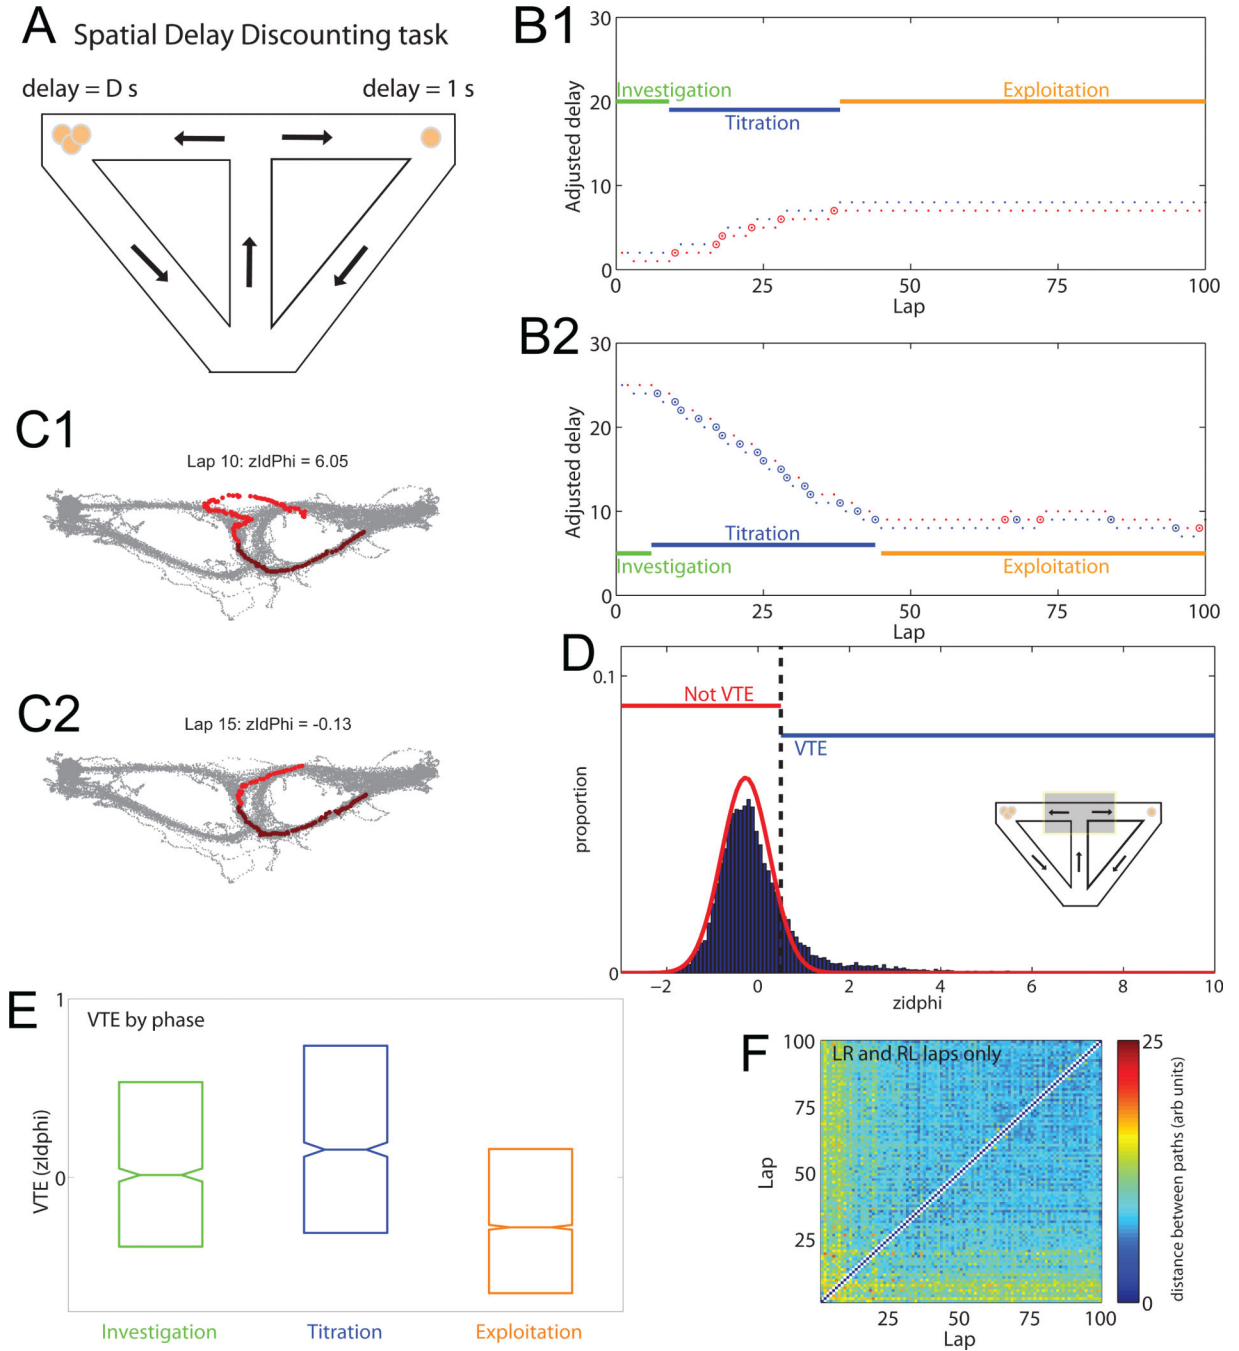 A
Spatial Delay Discounting task
delay = D s
delay = 1 s
B1
30
20
10
0
Adjusted delay
Investigation
Titration
Exploitation
0
25
50
75
100
Lap
B2
30
20
10
0
Adjusted delay
Titration
Investigation
Exploitation
0
25
50
75
100
Lap
C1
Lap 10: zIdPhi = 6.05
C2
Lap 15: zIdPhi = -0.13
D
0.1
0
proportion
Not VTE
VTE
−2
0
2
4
6
8
10
zidphi
E
1
0
VTE (zIdphi)
VTE by phase
Investigation
Titration
Exploitation
F
LR and RL laps only
100
75
50
25
Lap
25
50
75
100
Lap
25
0
distance between paths (arb units)